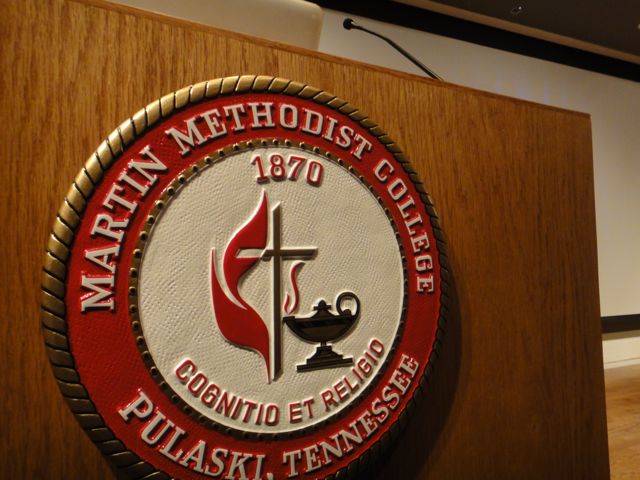 MARTIN METHODIST COLLEGE
1870
COGNITIO ET RELIGIO
PULASKI, TENNESSEE